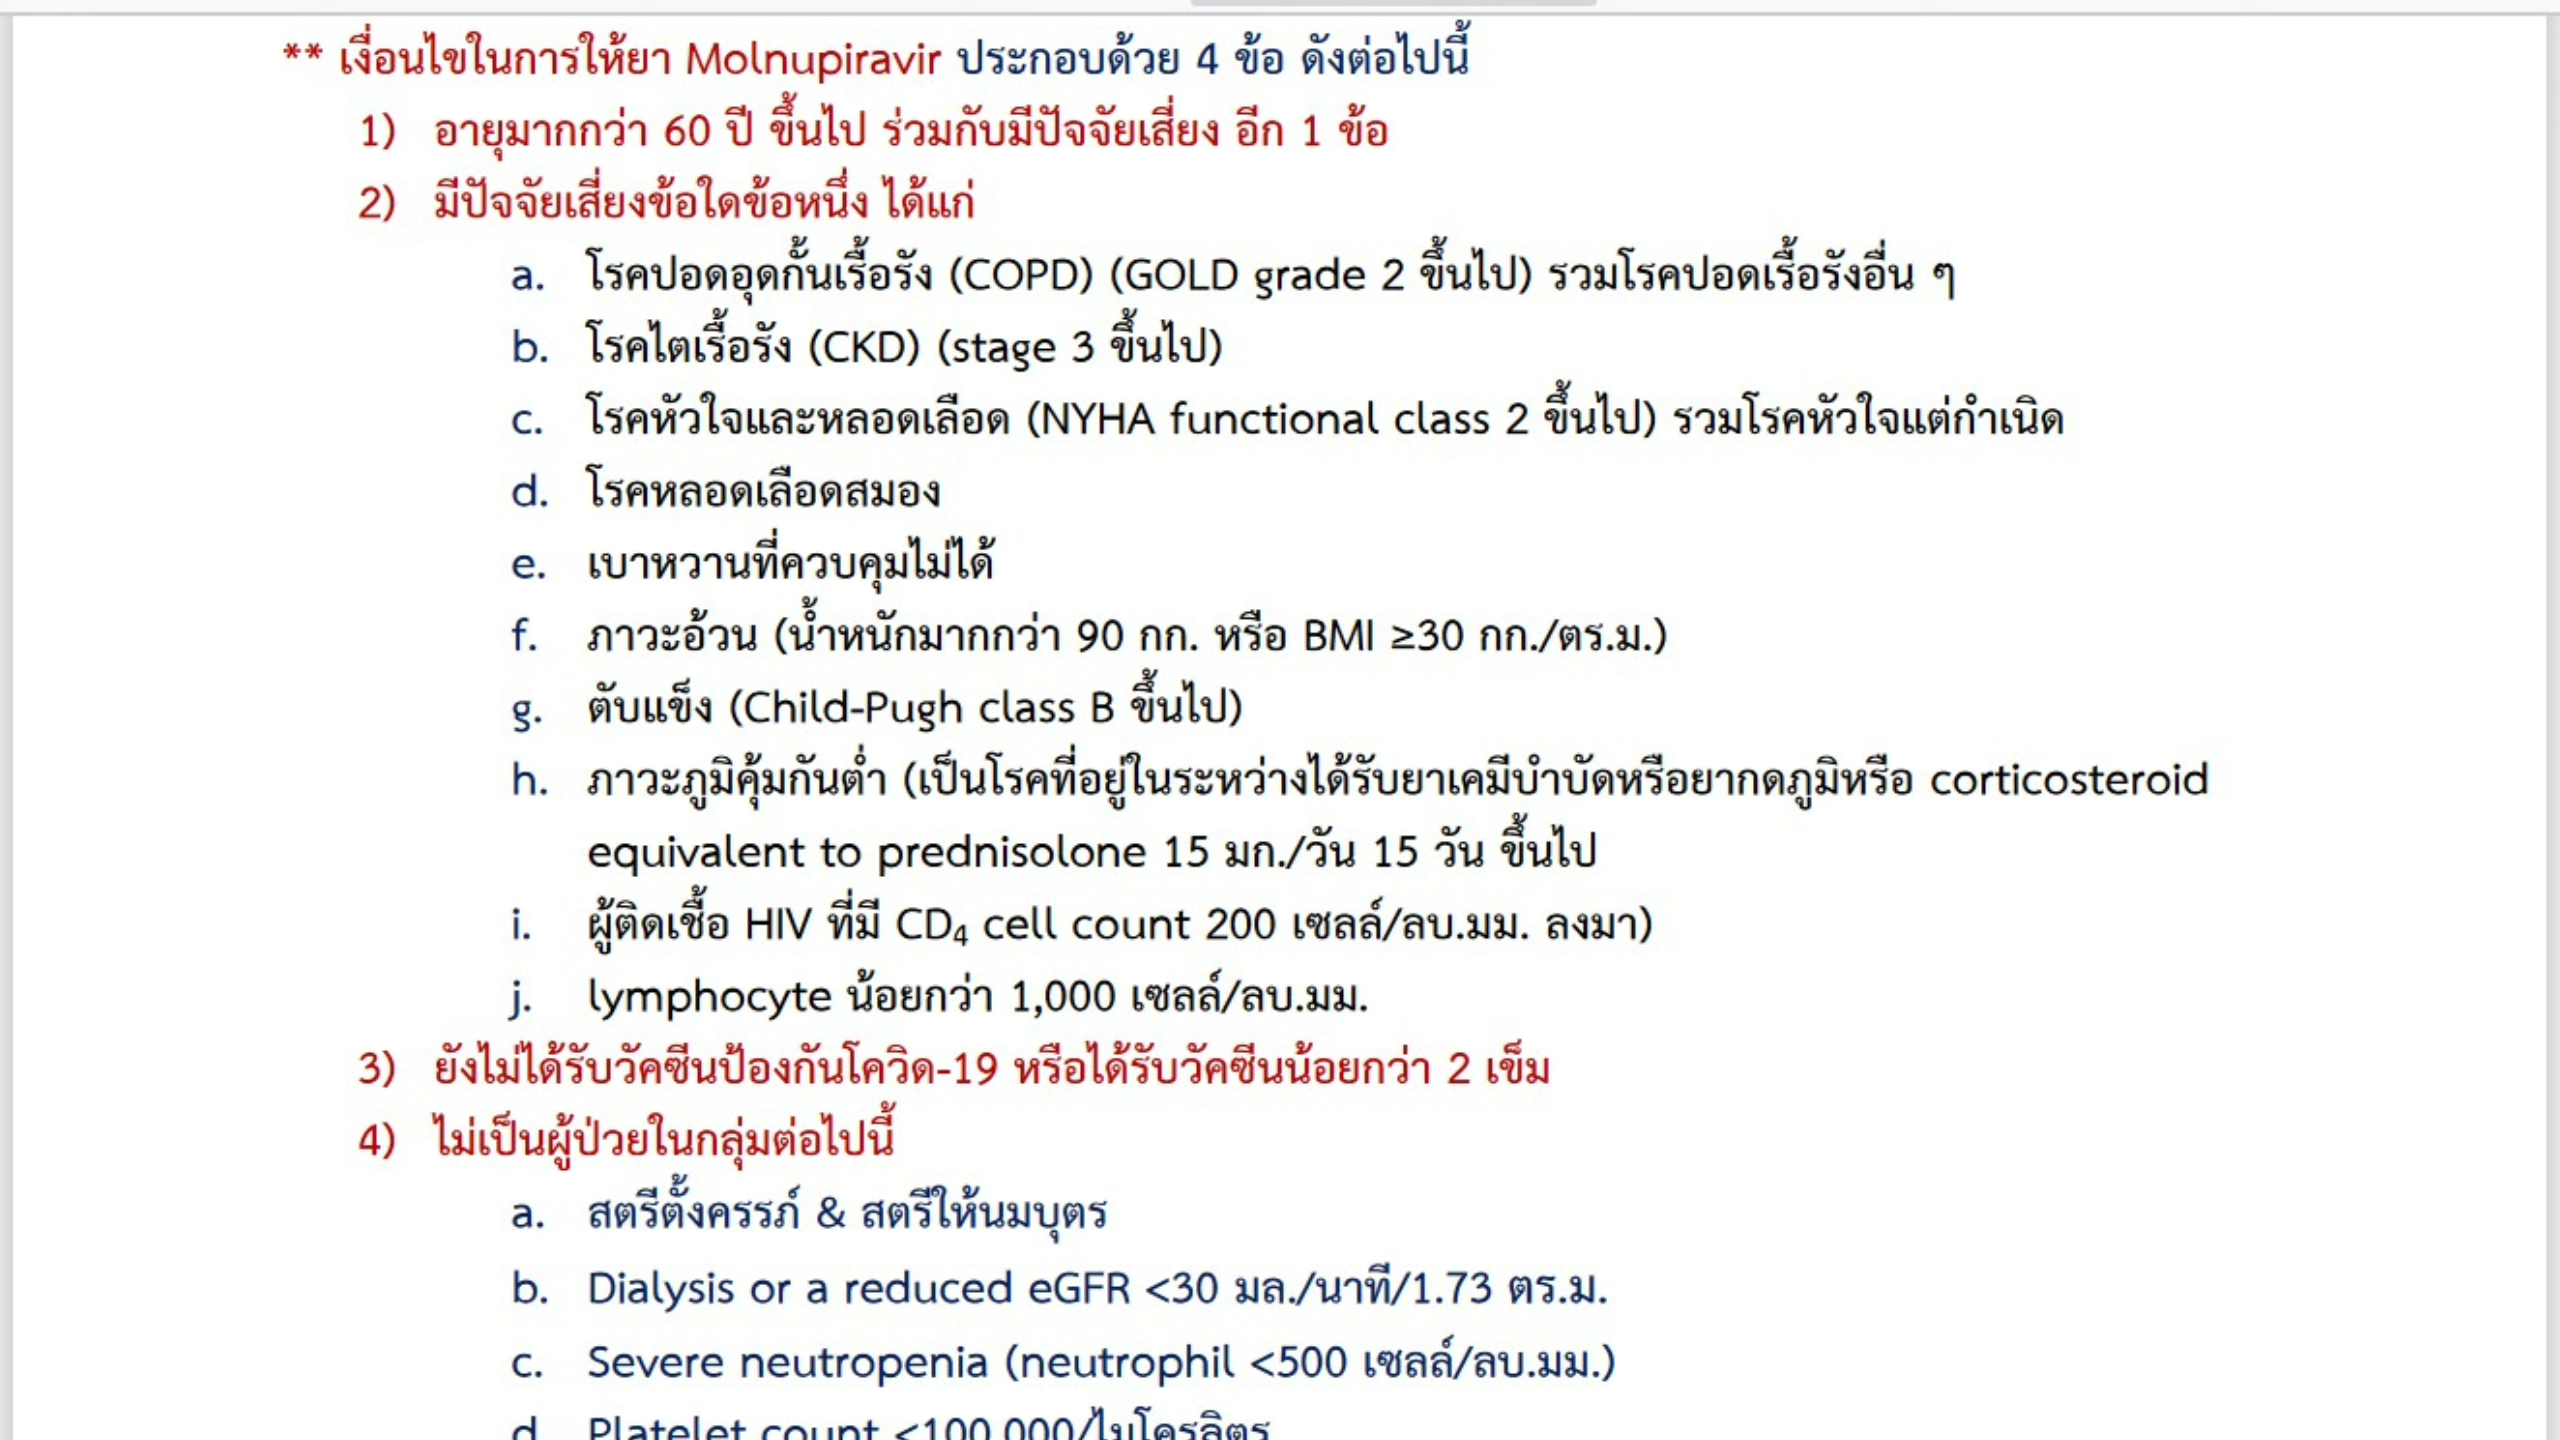 ** เงื่อนไขในการให้ยา Molnupiravir ประกอบด้วย 4 ข้อ ดังต่อไปนี้
1) อายุมากกว่า 60 ปี ขึ้นไป ร่วมกับมีปัจจัยเสี่ยง อีก 1 ข้อ
2) มีปัจจัยเสี่ยงข้อใดข้อหนึ่ง ได้แก่
a. โรคปอดอุดกั้นเรื้อรัง (COPD) (GOLD grade 2 ขึ้นไป) รวมโรคปอดเรื้อรังอื่น ๆ
b. โรคไตเรื้อรัง (CKD) (stage 3 ขึ้นไป)
c. โรคหัวใจและหลอดเลือด (NYHA functional class 2 ขึ้นไป) รวมโรคหัวใจแต่กำเนิด
d. โรคหลอดเลือดสมอง
e. เบาหวานที่ควบคุมไม่ได้
f. ภาวะอ้วน (น้ำหนักมากกว่า 90 กก. หรือ BMI ≥30 กก./ตร.ม.)
g. ตับแข็ง (Child-Pugh class B ขึ้นไป)
h. ภาวะภูมิคุ้มกันต่ำ (เป็นโรคที่อยู่ในระหว่างได้รับยาเคมีบำบัดหรือยากดภูมิหรือ corticosteroid
equivalent to prednisolone 15 มก./วัน 15 วัน ขึ้นไป
i. ผู้ติดเชื้อ HIV ที่มี CD₄ cell count 200 เซลล์/ลบ.มม. ลงมา)
j. lymphocyte น้อยกว่า 1,000 เซลล์/ลบ.มม.
3) ยังไม่ได้รับวัคซีนป้องกันโควิด-19 หรือได้รับวัคซีนน้อยกว่า 2 เข็ม
4) ไม่เป็นผู้ป่วยในกลุ่มต่อไปนี้
a. สตรีตั้งครรภ์ & สตรีให้นมบุตร
b. Dialysis or a reduced eGFR <30 มล./นาที/1.73 ตร.ม.
c. Severe neutropenia (neutrophil <500 เซลล์/ลบ.มม.)
d. Platelet count <100,000/ไมโครลิตร